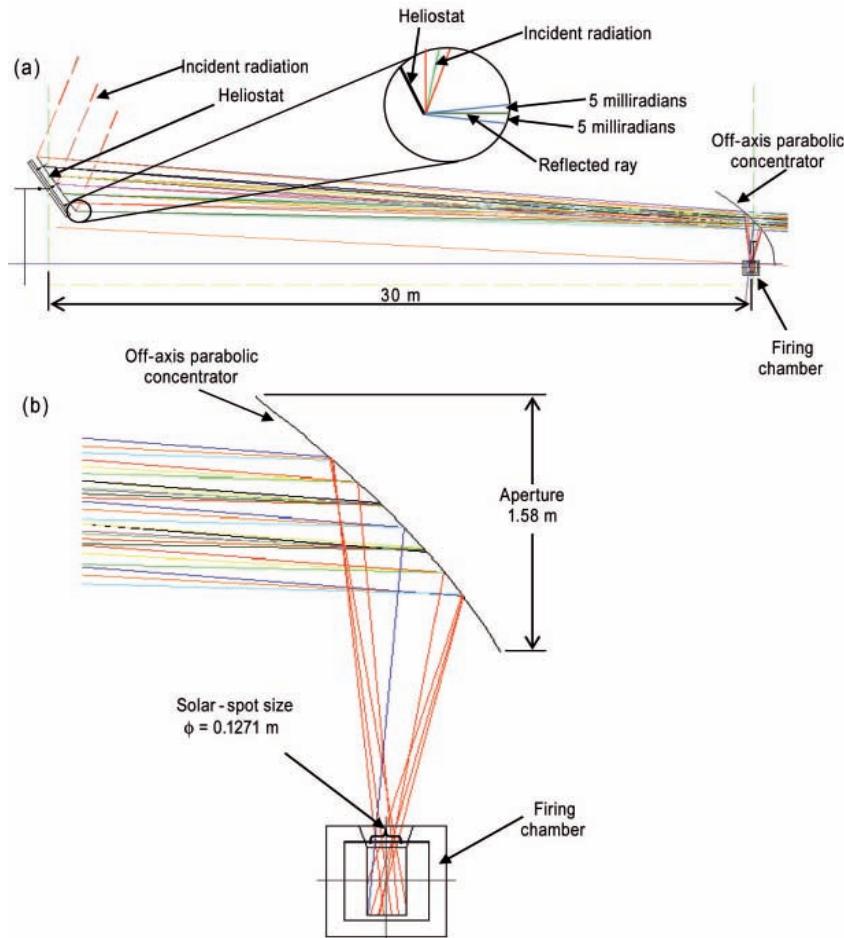 (a)
Heliostat
Incident radiation
Incident radiation
Heliostat
5 milliradians
5 milliradians
Reflected ray
Off-axis parabolic
concentrator
30 m
Firing
chamber
(b)
Off-axis parabolic
concentrator
Aperture
1.58 m
Solar - spot size
ϕ = 0.1271 m
Firing
chamber